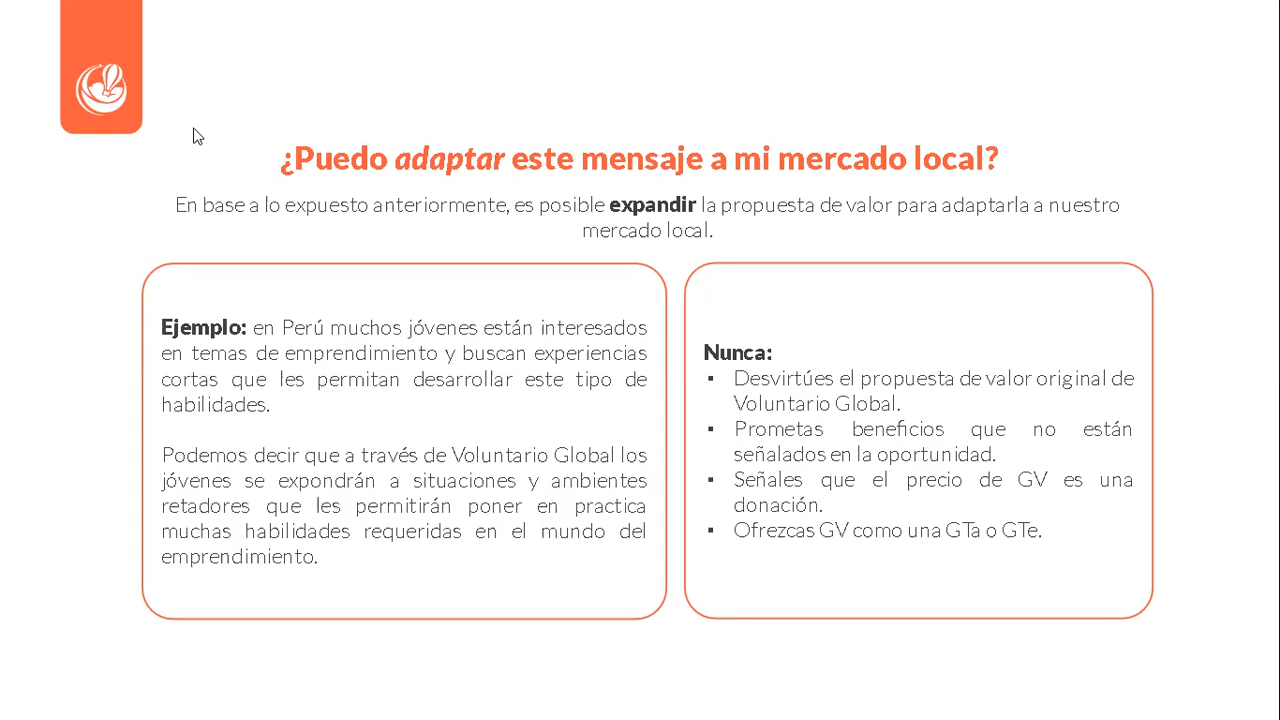 ¿Puedo adaptar este mensaje a mi mercado local?
En base a lo expuesto anteriormente, es posible expandir la propuesta de valor para adaptarla a nuestro
mercado local.
Ejemplo: en Perú muchos jóvenes están interesados
en temas de emprendimiento y buscan experiencias
cortas que les permitan desarrollar este tipo de
habilidades.
Podemos decir que a través de Voluntario Global los
jóvenes se expondrán a situaciones y ambientes
retadores que les permitirán poner en practica
muchas habilidades requeridas en el mundo del
emprendimiento.
Nunca:
▪ Desvirtúes el propuesta de valor original de
Voluntario Global.
▪ Prometas beneficios que no están
señalados en la oportunidad.
▪ Señales que el precio de GV es una
donación.
▪ Ofrezcas GV como una GTa o GTe.